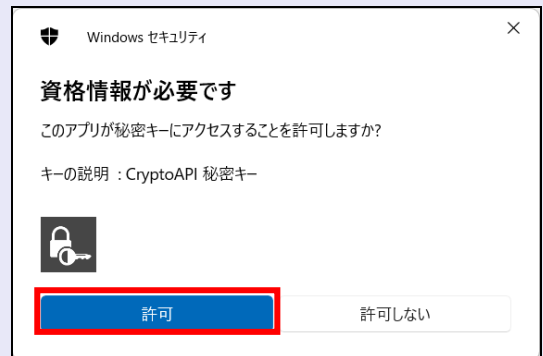 Windows セキュリティ
資格情報が必要です
このアプリが秘密キーにアクセスすることを許可しますか?
キーの説明 : CryptoAPI 秘密キー
許可
許可しない